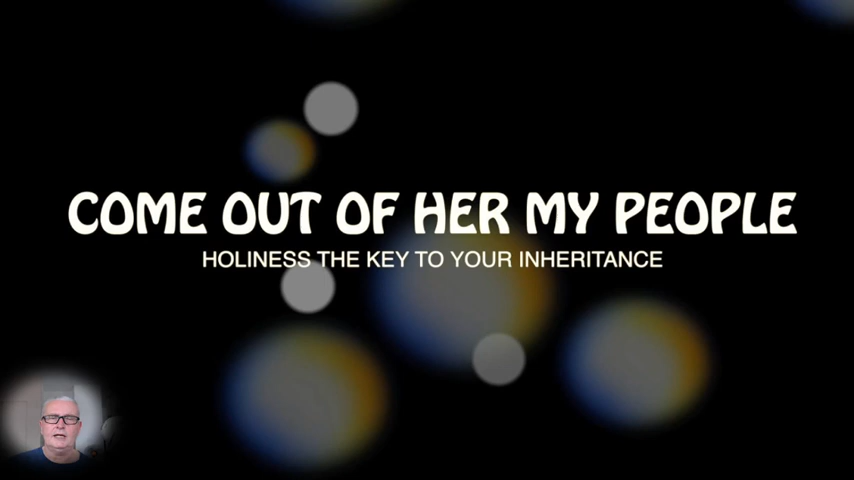 COME OUT OF HER MY PEOPLE
HOLINESS THE KEY TO YOUR INHERITANCE